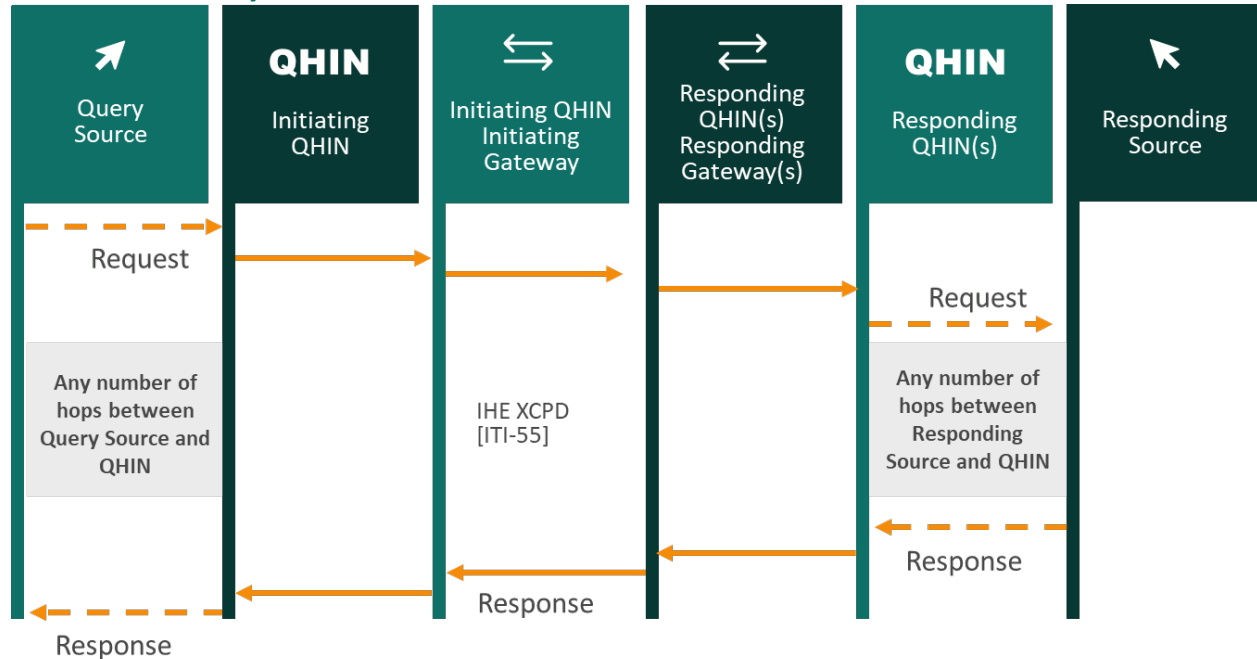 Query
Source
QHIN
Initiating
QHIN
Initiating QHIN
Initiating
Gateway
Responding
QHIN(s)
Responding
Gateway(s)
QHIN
Responding
QHIN(s)
Responding
Source
Request
Request
Any number of
hops between
Query Source and
QHIN
IHE XCPD
[ITI-55]
Any number of
hops between
Responding
Source and QHIN
Response
Response
Response